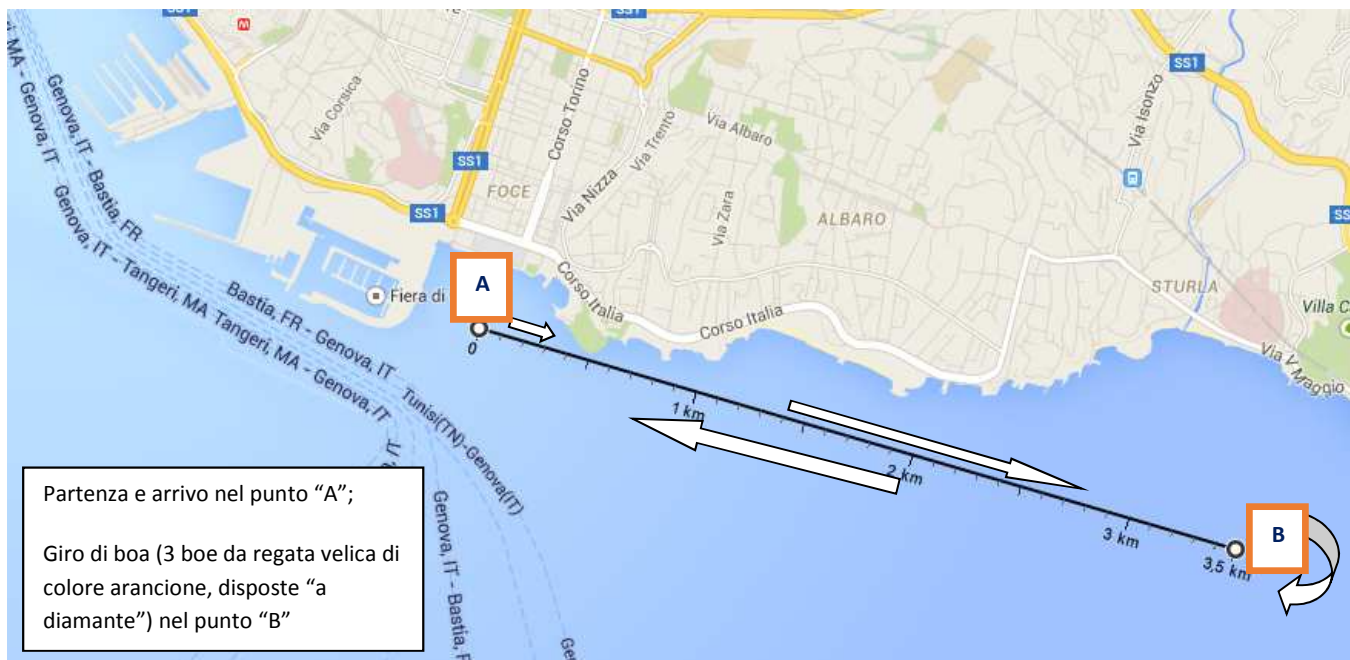 MA - Genova, IT
Genova, IT - Bastia, FR
Genova, IT - Tangeri, MA
Bastia, FR - Genova, IT
Tangeri, MA - Genova, IT
Tunisi(TN)-Genova(IT)
Genova, IT - Bastia, F
IT
Ge
M
Via Corsica
SS1
Corso Torino
SS1
SS1
FOCE
Via Nizza
Via Trento
Via Albaro
Via Zara
ALBARO
SS1
Via Isonzo
SS
STURLA
Villa C
Via V Maggio
Fiera di
Corso Italia
Corso Italia
A
0
1 km
2 km
3 km
3,5 km
B
Partenza e arrivo nel punto “A”;
Giro di boa (3 boe da regata velica di
colore arancione, disposte “a
diamante”) nel punto “B”